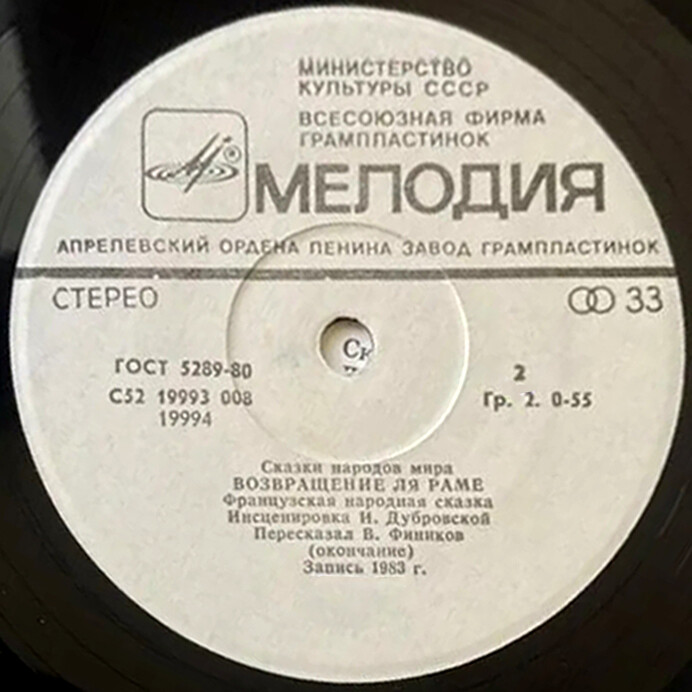 МИНИСТЕРСТВО
КУЛЬТУРЫ СССР
ВСЕСОЮЗНАЯ ФИРМА
ГРАМПЛАСТИНОК
®
МЕЛОДИЯ
АПРЕЛЕВСКИЙ ОРДЕНА ЛЕНИНА ЗАВОД ГРАМПЛАСТИНОК
СТЕРЕО
33
ГОСТ 5289-80
С52 19993 008
19994
Ск
2
Гр. 2. 0-55
Сказки народов мира
ВОЗВРАЩЕНИЕ ЛЯ РАМЕ
Французская народная сказка
Инсценировка И. Дубровской
Пересказал В. Фиников
(окончание)
Запись 1983 г.